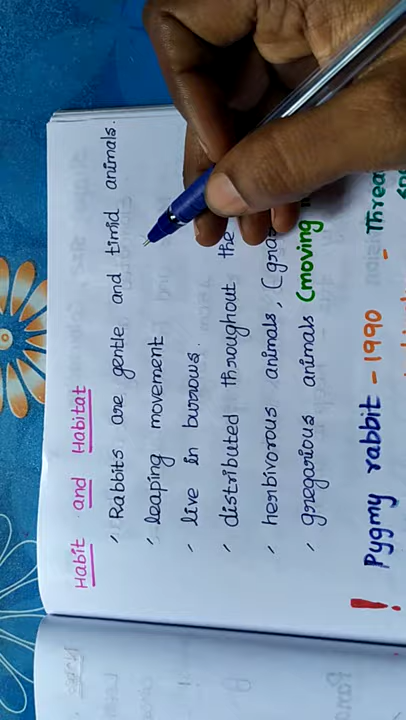 Habit and Habitat
' Rabbits are gentle and timid animals.
' leaping movement
' live in burrows.
' distributed throughout the
' herbivorous animals, (graz
' gregarious animals (moving
! Pygmy rabbit - 1990 - Threa